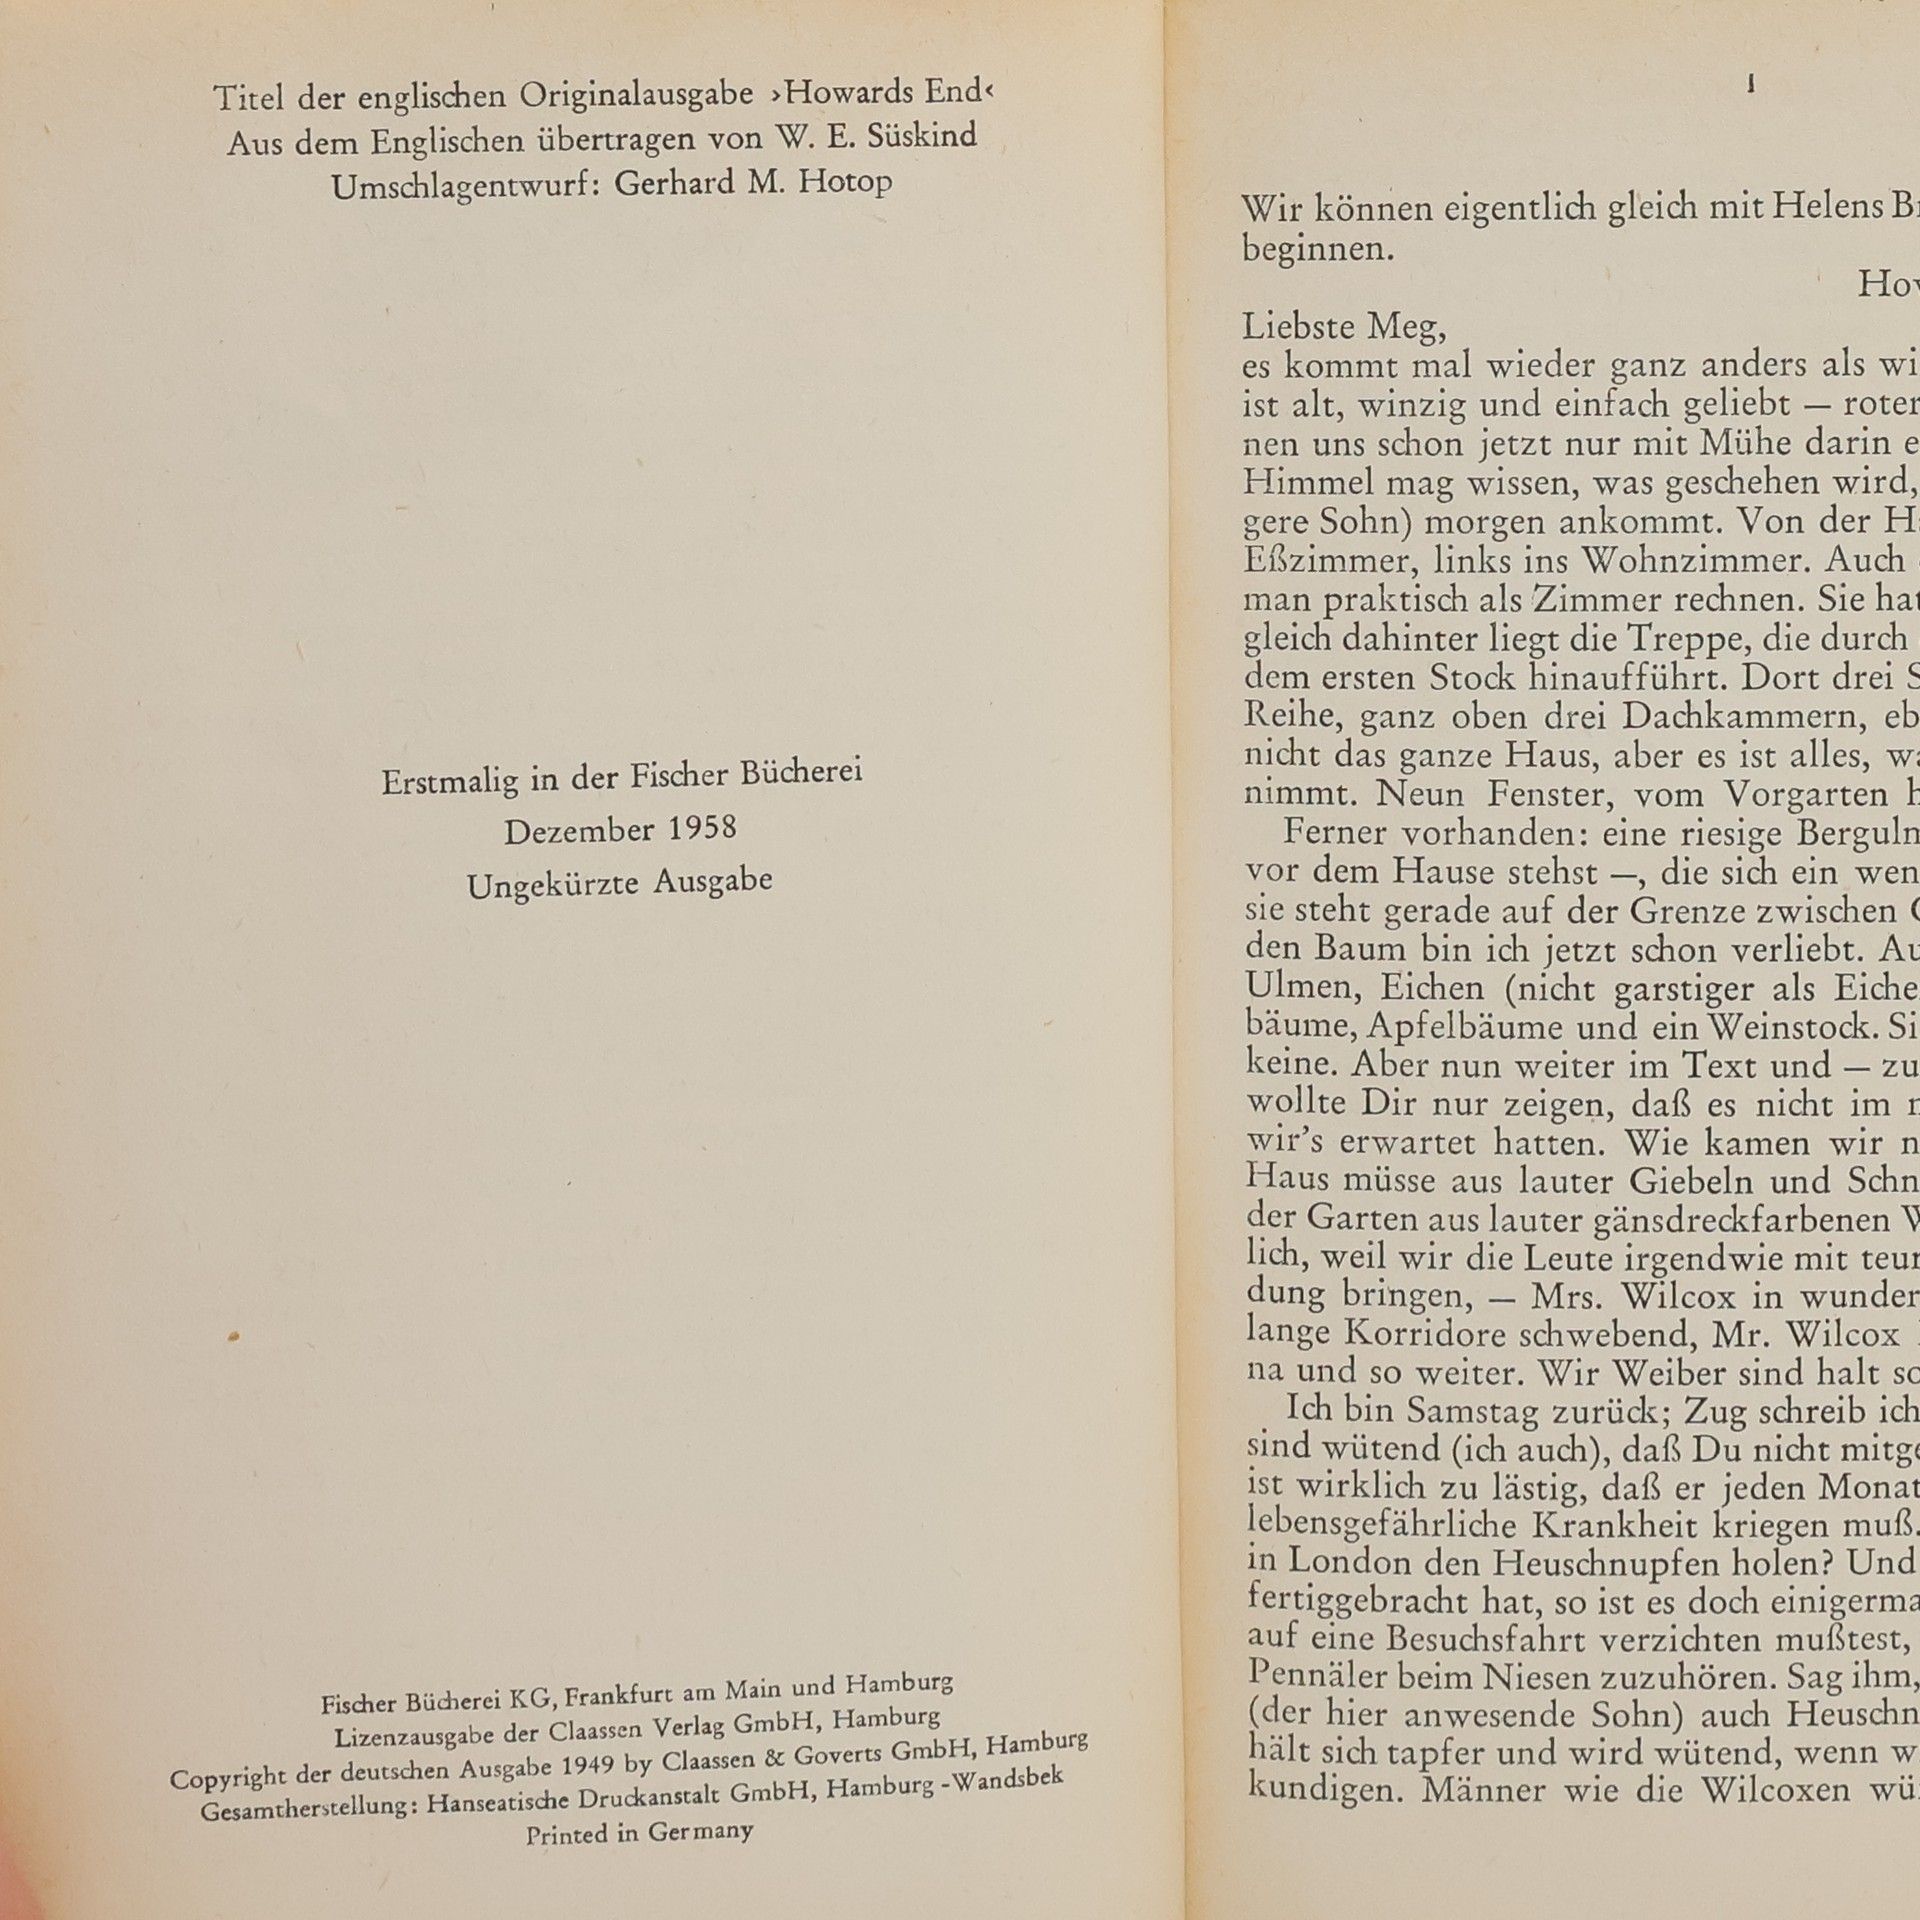 Titel der englischen Originalausgabe ›Howards End‹
Aus dem Englischen übertragen von W. E. Süskind
Umschlagentwurf: Gerhard M. Hotop
Erstmalig in der Fischer Bücherei
Dezember 1958
Ungekürzte Ausgabe
Fischer Bücherei KG, Frankfurt am Main und Hamburg
Lizenzausgabe der Claassen Verlag GmbH, Hamburg
Copyright der deutschen Ausgabe 1949 by Claassen & Goverts GmbH, Hamburg
Gesamtherstellung: Hanseatische Druckanstalt GmbH, Hamburg-Wandsbek
Printed in Germany
I
Wir können eigentlich gleich mit Helens
beginnen.
Liebste Meg,
es kommt mal wieder ganz anders als
ist alt, winzig und einfach geliebt — roter
nen uns schon jetzt nur mit Mühe darin
Himmel mag wissen, was geschehen wird,
gere Sohn) morgen ankommt. Von der
Eßzimmer, links ins Wohnzimmer. Auch
man praktisch als Zimmer rechnen. Sie
gleich dahinter liegt die Treppe, die durch
dem ersten Stock hinaufführt. Dort drei
Reihe, ganz oben drei Dachkammern,
nicht das ganze Haus, aber es ist alles,
nimmt. Neun Fenster, vom Vorgarten
Ferner vorhanden: eine riesige
vor dem Hause stehst —, die sich ein
sie steht gerade auf der Grenze zwischen
den Baum bin ich jetzt schon verliebt.
Ulmen, Eichen (nicht garstiger als
bäume, Apfelbäume und ein Weinstock.
keine. Aber nun weiter im Text und — zu
wollte Dir nur zeigen, daß es nicht im
wir's erwartet hatten. Wie kamen wir
Haus müsse aus lauter Giebeln und
der Garten aus lauter gänsdreckfarbenen
lich, weil wir die Leute irgendwie mit
dung bringen, — Mrs. Wilcox in
lange Korridore schwebend, Mr. Wilcox
na und so weiter. Wir Weiber sind halt so
Ich bin Samstag zurück; Zug schreib ich
sind wütend (ich auch), daß Du nicht
ist wirklich zu lästig, daß er jeden Monat
lebensgefährliche Krankheit kriegen muß.
in London den Heuschnupfen holen? Und
fertiggebracht hat, so ist es doch
auf eine Besuchsfahrt verzichten mußtest,
Pennäler beim Niesen zuzuhören. Sag ihm,
(der hier anwesende Sohn) auch
hält sich tapfer und wird wütend, wenn
kundigen. Männer wie die Wilcoxen